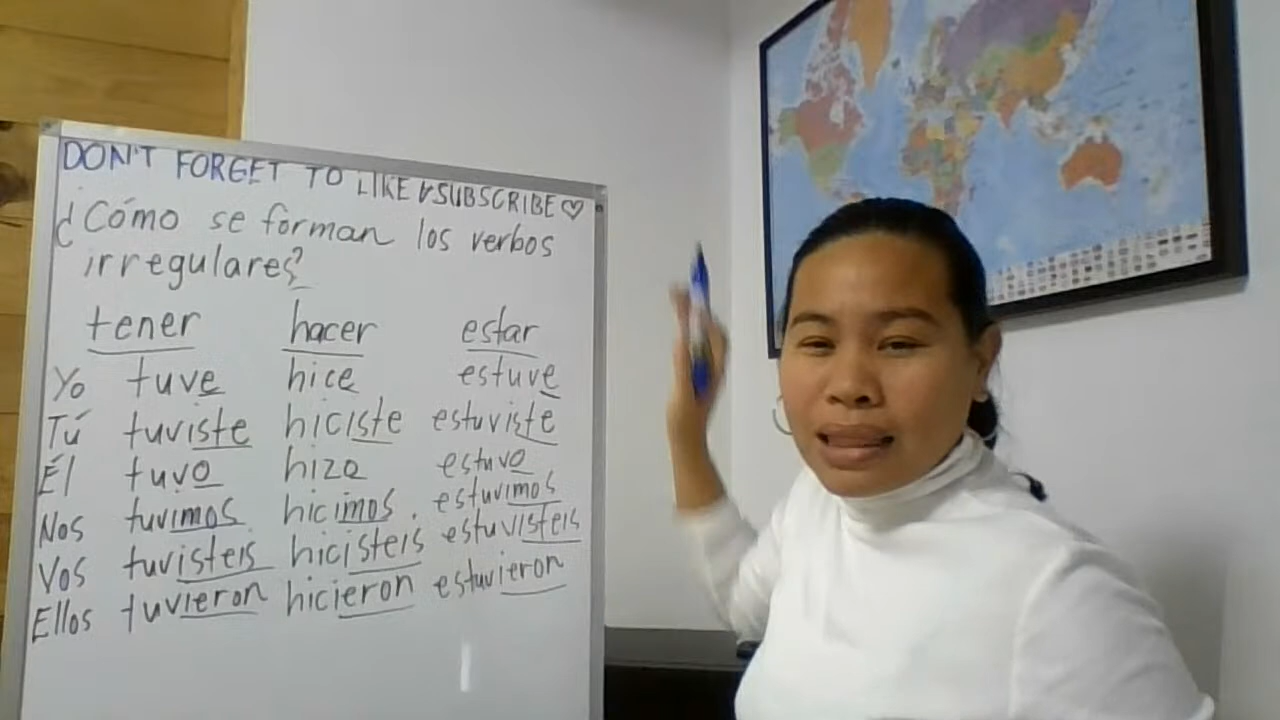 DON'T FORGET TO LIKE & SUBSCRIBE ♡
¿Cómo se forman los verbos
irregulares?
tener hacer estar
Yo tuve hice estuve
Tú tuviste hiciste estuviste
Él tuvo hizo estuvo
Nos tuvimos hicimos. estuvimos
Vos tuvisteis hicisteis estuvisteis
Ellos tuvieron hicieron estuvieron